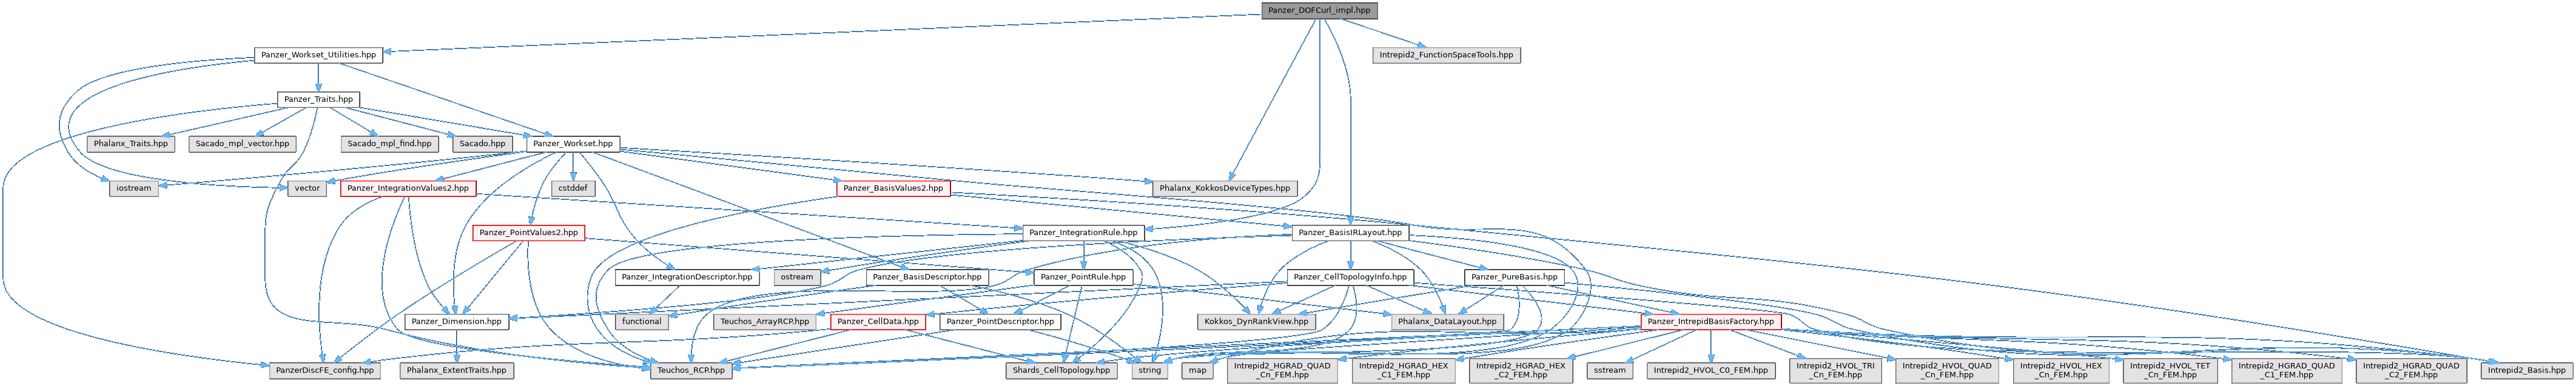 Panzer_DOFCurl_impl.hpp
Panzer_Workset_Utilities.hpp
Intrepid2_FunctionSpaceTools.hpp
Panzer_Traits.hpp
Phalanx_Traits.hpp
Sacado_mpl_vector.hpp
Sacado_mpl_find.hpp
Sacado.hpp
Panzer_Workset.hpp
iostream
vector
Panzer_IntegrationValues2.hpp
cstddef
Panzer_BasisValues2.hpp
Phalanx_KokkosDeviceTypes.hpp
Panzer_PointValues2.hpp
Panzer_IntegrationRule.hpp
Panzer_BasisIRLayout.hpp
Panzer_IntegrationDescriptor.hpp
ostream
Panzer_BasisDescriptor.hpp
Panzer_PointRule.hpp
Panzer_CellTopologyInfo.hpp
Panzer_PureBasis.hpp
Panzer_Dimension.hpp
functional
Teuchos_ArrayRCP.hpp
Panzer_CellData.hpp
Panzer_PointDescriptor.hpp
Kokkos_DynRankView.hpp
Phalanx_DataLayout.hpp
Panzer_IntrepidBasisFactory.hpp
PanzerDiscFE_config.hpp
Phalanx_ExtentTraits.hpp
Teuchos_RCP.hpp
Shards_CellTopology.hpp
string
map
Intrepid2_HGRAD_QUAD
_Cn_FEM.hpp
Intrepid2_HGRAD_HEX
_C1_FEM.hpp
Intrepid2_HGRAD_HEX
_C2_FEM.hpp
sstream
Intrepid2_HVOL_C0_FEM.hpp
Intrepid2_HVOL_TRI
_Cn_FEM.hpp
Intrepid2_HVOL_QUAD
_Cn_FEM.hpp
Intrepid2_HVOL_HEX
_Cn_FEM.hpp
Intrepid2_HVOL_TET
_Cn_FEM.hpp
Intrepid2_HGRAD_QUAD
_C1_FEM.hpp
Intrepid2_HGRAD_QUAD
_C2_FEM.hpp
Intrepid2_Basis.hpp